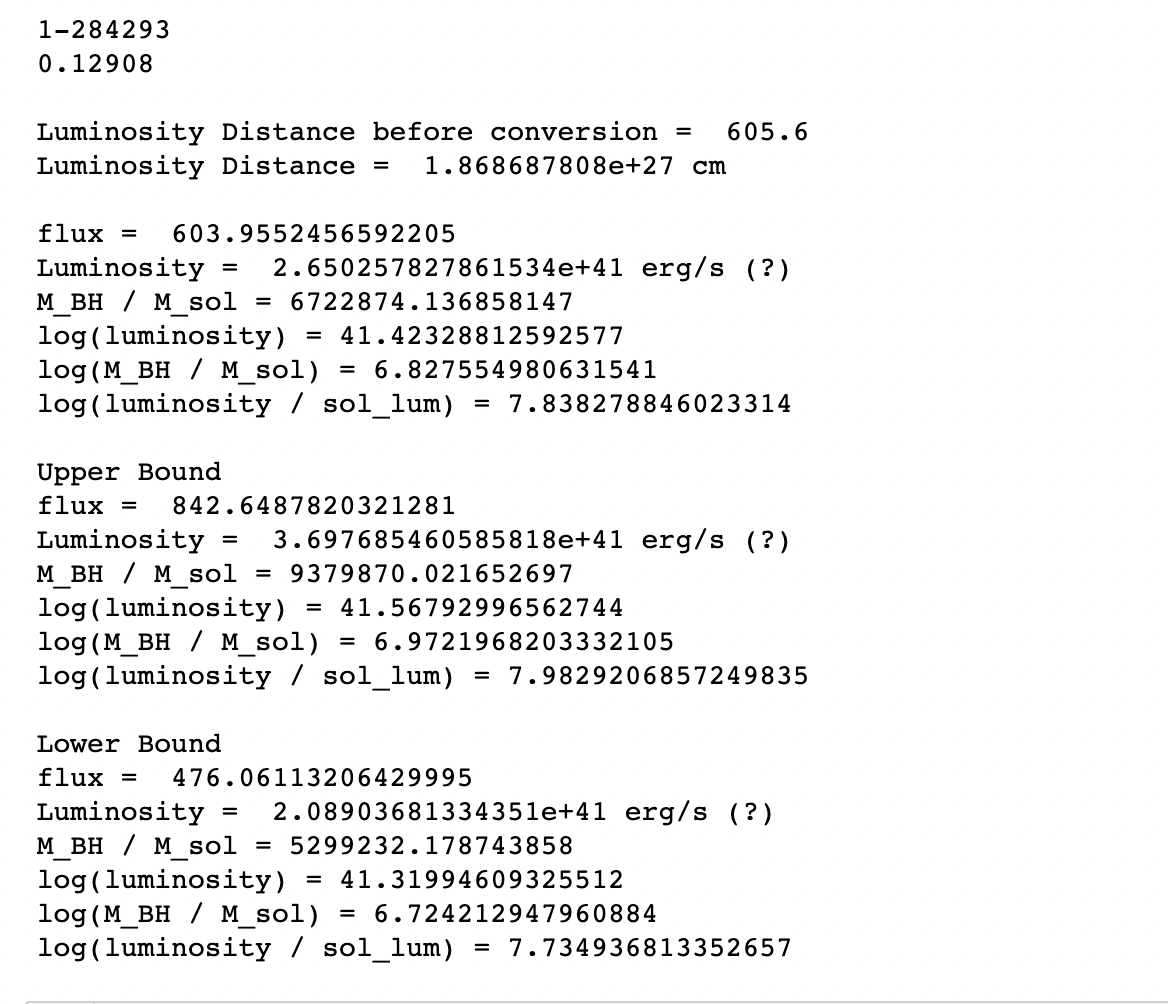 1-284293
0.12908
Luminosity Distance before conversion =  605.6
Luminosity Distance =  1.868687808e+27 cm
flux =  603.9552456592205
Luminosity =  2.650257827861534e+41 erg/s (?)
M_BH / M_sol = 6722874.136858147
log(luminosity) = 41.42328812592577
log(M_BH / M_sol) = 6.827554980631541
log(luminosity / sol_lum) = 7.838278846023314
Upper Bound
flux =  842.6487820321281
Luminosity =  3.697685460585818e+41 erg/s (?)
M_BH / M_sol = 9379870.021652697
log(luminosity) = 41.56792996562744
log(M_BH / M_sol) = 6.9721968203332105
log(luminosity / sol_lum) = 7.9829206857249835
Lower Bound
flux =  476.06113206429995
Luminosity =  2.08903681334351e+41 erg/s (?)
M_BH / M_sol = 5299232.178743858
log(luminosity) = 41.31994609325512
log(M_BH / M_sol) = 6.724212947960884
log(luminosity / sol_lum) = 7.734936813352657